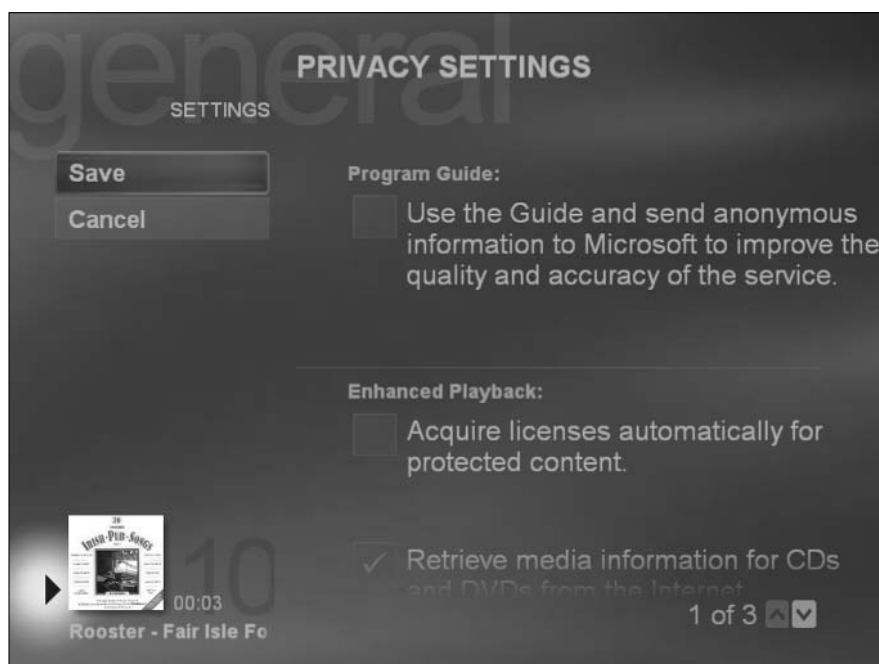 general
PRIVACY SETTINGS
SETTINGS
Save
Cancel
Program Guide:
Use the Guide and send anonymous
information to Microsoft to improve the
quality and accuracy of the service.
Enhanced Playback:
Acquire licenses automatically for
protected content.
Retrieve media information for CDs
and DVDs from the Internet
1 of 3
IRISH·PUB·SONGS
10
00:03
Rooster - Fair Isle Fo